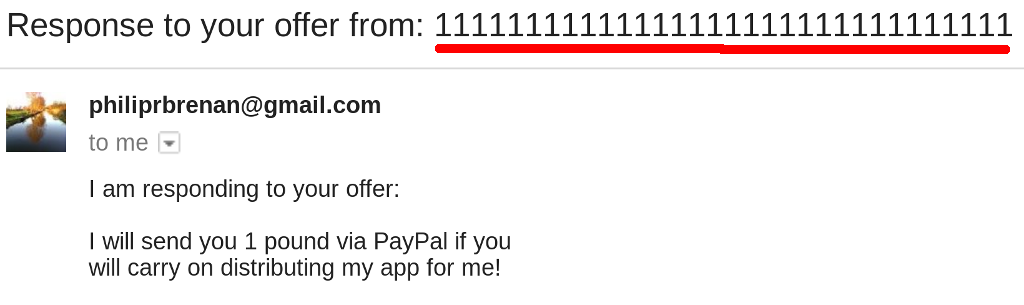 Response to your offer from: 11111111111111111111111111111111
philiprbrenan@gmail.com
to me
I am responding to your offer:
I will send you 1 pound via PayPal if you
will carry on distributing my app for me!